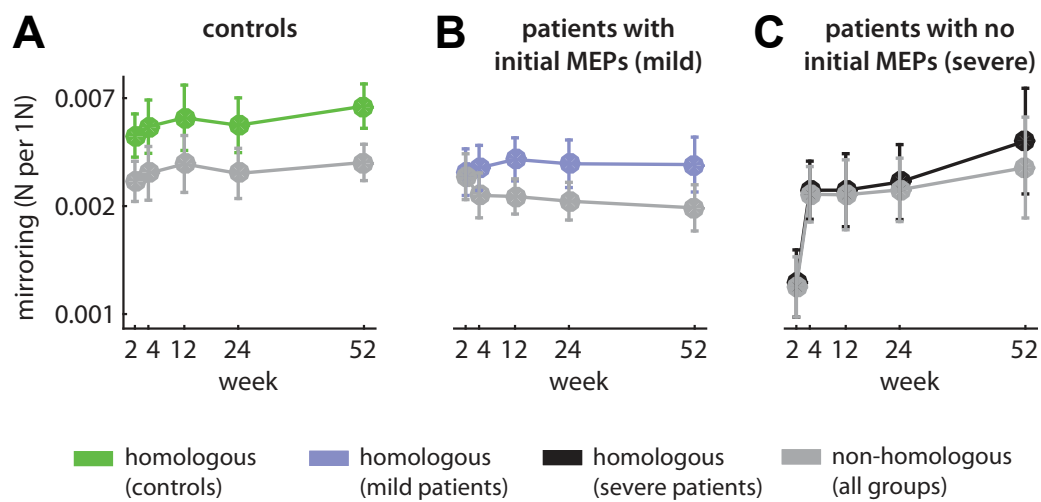 A
controls
B
patients with
initial MEPs (mild)
C
patients with no
initial MEPs (severe)
mirroring (N per 1N)
0.007
0.002
0.001
2 4 12 24 52
week
2 4 12 24 52
week
2 4 12 24 52
week
homologous
(controls)
homologous
(mild patients)
homologous
(severe patients)
non-homologous
(all groups)